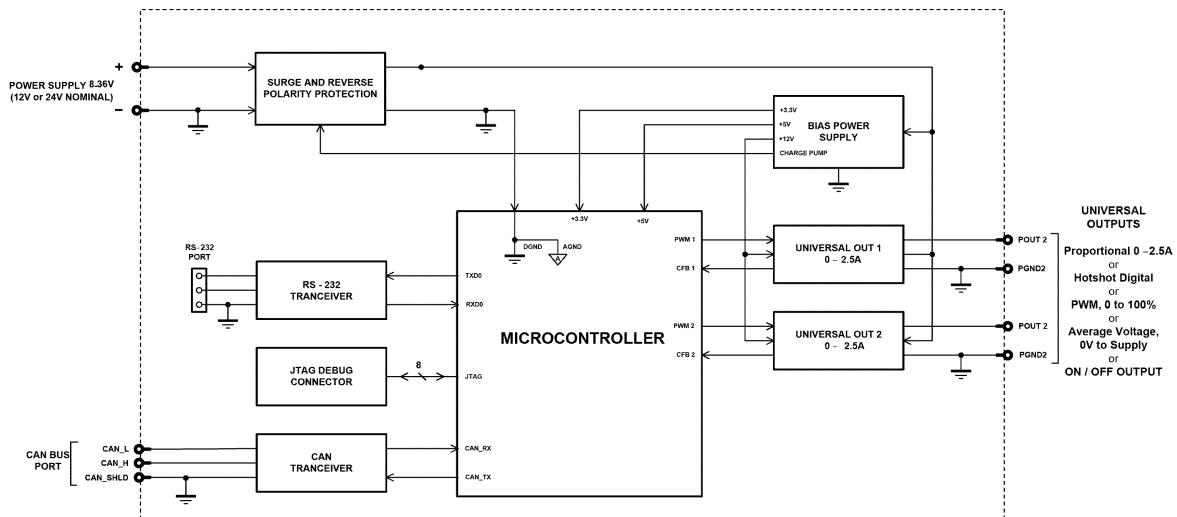 POWER SUPPLY 8-36V
(12V or 24V NOMINAL)
+
−
SURGE AND REVERSE
POLARITY PROTECTION
+3.3V
+5V
+12V
CHARGE PUMP
BIAS POWER
SUPPLY
RS-232
PORT
RS - 232
TRANCEIVER
JTAG DEBUG
CONNECTOR
8
CAN BUS
PORT
CAN_L
CAN_H
CAN_SHLD
CAN
TRANCEIVER
+3.3V
+5V
DGND
AGND
A
TXD0
RXD0
JTAG
CAN_RX
CAN_TX
MICROCONTROLLER
PWM 1
CFB 1
PWM 2
CFB 2
UNIVERSAL OUT 1
0 – 2.5A
UNIVERSAL OUT 2
0 – 2.5A
POUT 2
PGND2
POUT 2
PGND2
UNIVERSAL
OUTPUTS
Proportional 0 –2.5A
or
Hotshot Digital
or
PWM, 0 to 100%
or
Average Voltage,
0V to Supply
or
ON / OFF OUTPUT